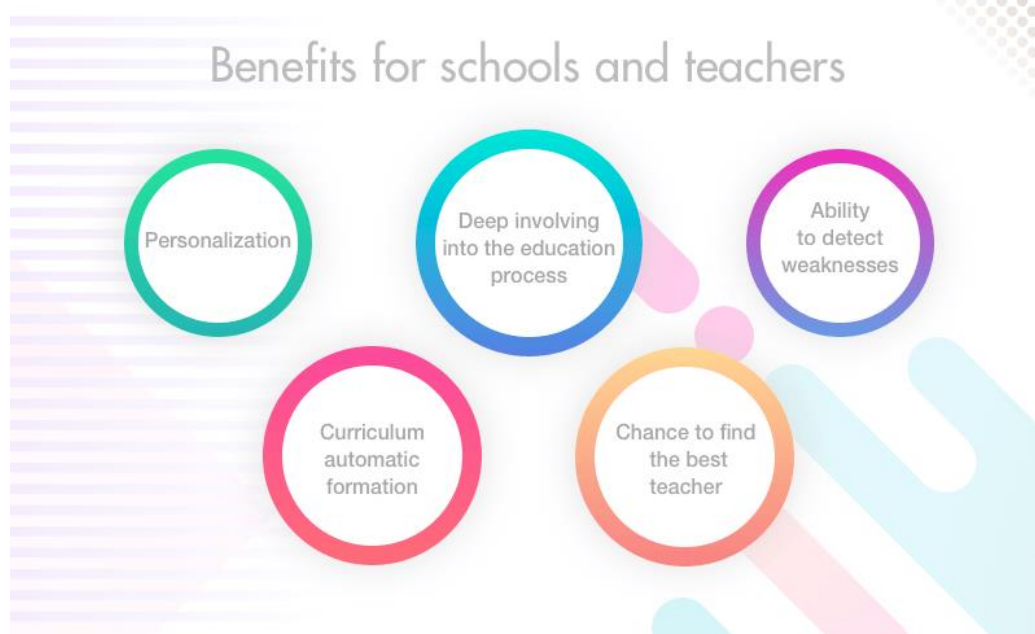 Benefits for schools and teachers
Personalization
Deep involving
into the education
process
Ability
to detect
weaknesses
Curriculum
automatic
formation
Chance to find
the best
teacher